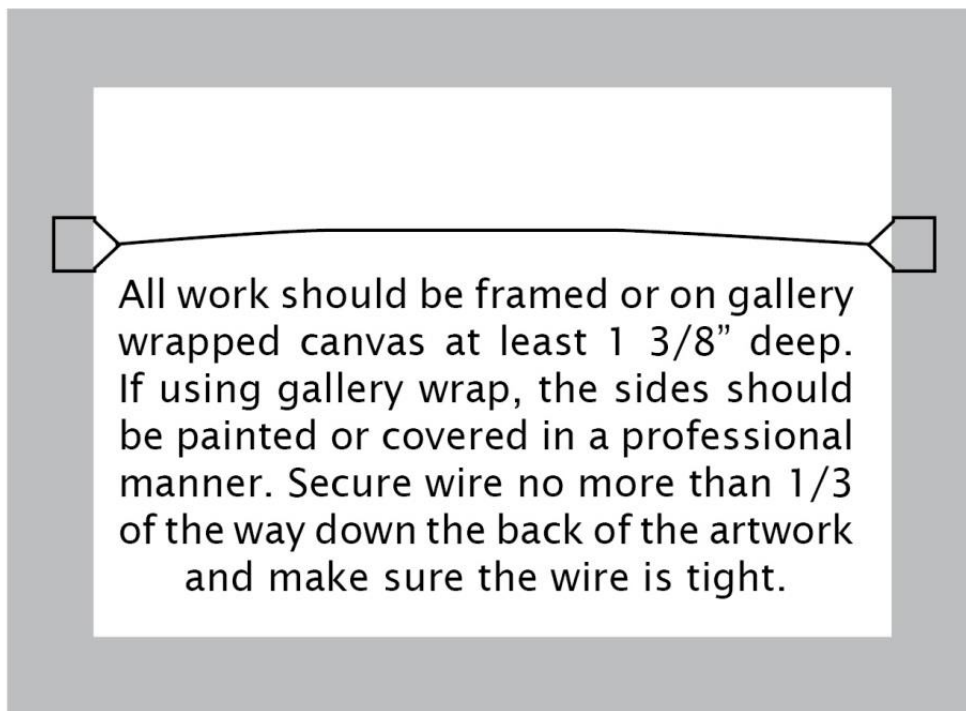 All work should be framed or on gallery
wrapped canvas at least 1 3/8” deep.
If using gallery wrap, the sides should
be painted or covered in a professional
manner. Secure wire no more than 1/3
of the way down the back of the artwork
and make sure the wire is tight.